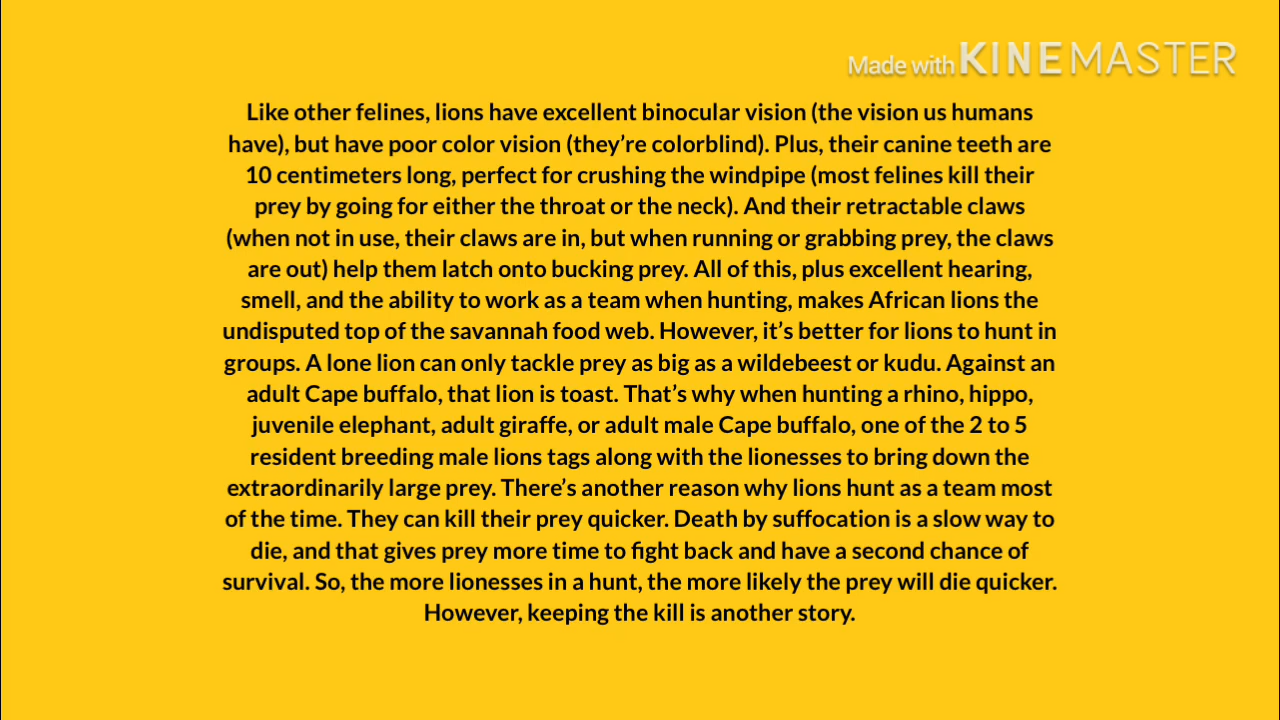 Made with KINEMASTER
Like other felines, lions have excellent binocular vision (the vision us humans
have), but have poor color vision (they’re colorblind). Plus, their canine teeth are
10 centimeters long, perfect for crushing the windpipe (most felines kill their
prey by going for either the throat or the neck). And their retractable claws
(when not in use, their claws are in, but when running or grabbing prey, the claws
are out) help them latch onto bucking prey. All of this, plus excellent hearing,
smell, and the ability to work as a team when hunting, makes African lions the
undisputed top of the savannah food web. However, it’s better for lions to hunt in
groups. A lone lion can only tackle prey as big as a wildebeest or kudu. Against an
adult Cape buffalo, that lion is toast. That’s why when hunting a rhino, hippo,
juvenile elephant, adult giraffe, or adult male Cape buffalo, one of the 2 to 5
resident breeding male lions tags along with the lionesses to bring down the
extraordinarily large prey. There’s another reason why lions hunt as a team most
of the time. They can kill their prey quicker. Death by suffocation is a slow way to
die, and that gives prey more time to fight back and have a second chance of
survival. So, the more lionesses in a hunt, the more likely the prey will die quicker.
However, keeping the kill is another story.